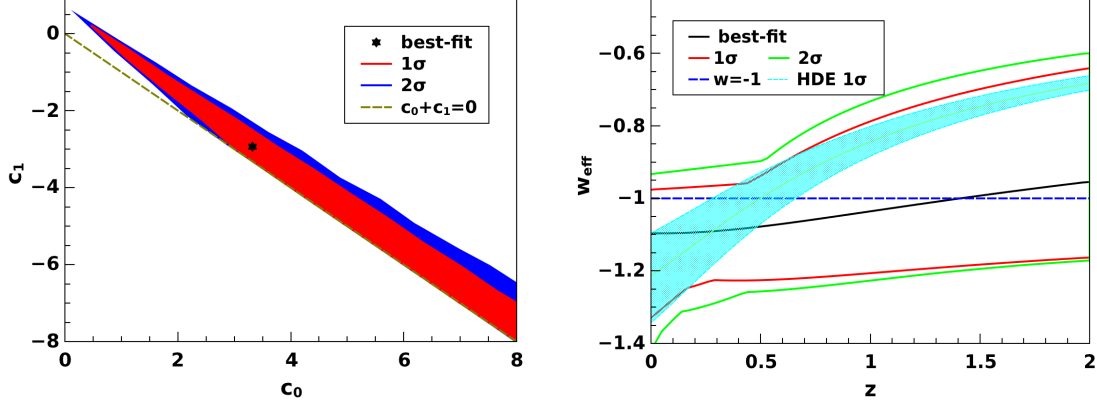 0
−2
−4
−6
−8
0
2
4
6
8
c₁
c₀
best-fit
1σ
2σ
c₀+c₁=0
−0.6
−0.8
−1
−1.2
−1.4
0
0.5
1
1.5
2
w_eff
z
best-fit
1σ 2σ
w=-1 HDE 1σ